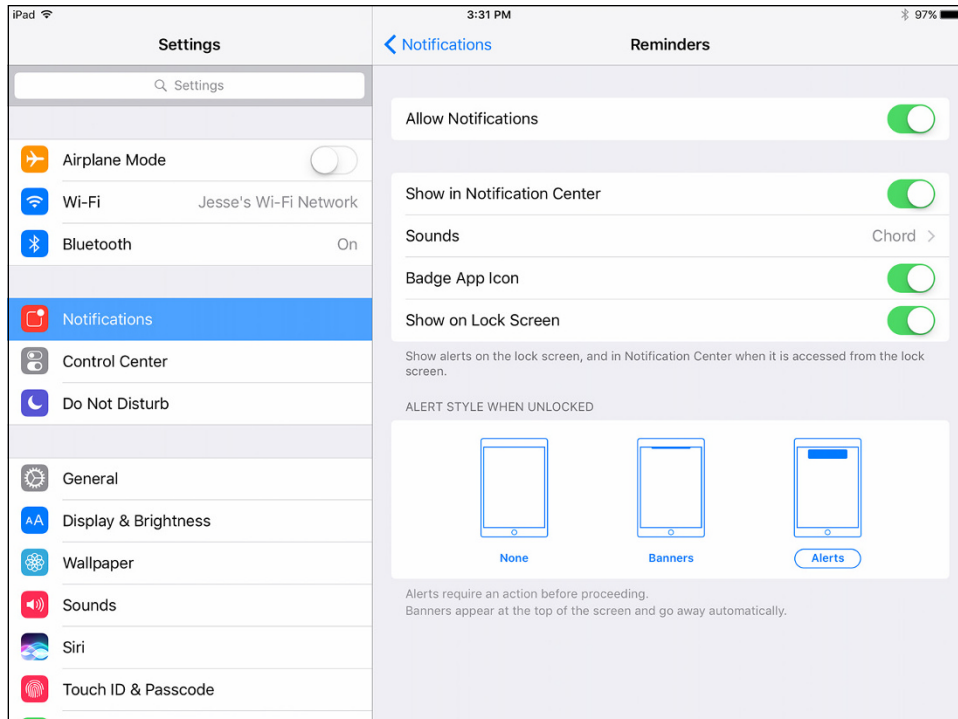 iPad 3:31 PM 97%
Settings
Settings
Airplane Mode
Wi-Fi Jesse's Wi-Fi Network
Bluetooth On
Notifications
Control Center
Do Not Disturb
General
AA Display & Brightness
Wallpaper
Sounds
Siri
Touch ID & Passcode
Notifications Reminders
Allow Notifications
Show in Notification Center
Sounds Chord
Badge App Icon
Show on Lock Screen
Show alerts on the lock screen, and in Notification Center when it is accessed from the lock
screen.
ALERT STYLE WHEN UNLOCKED
None Banners Alerts
Alerts require an action before proceeding.
Banners appear at the top of the screen and go away automatically.